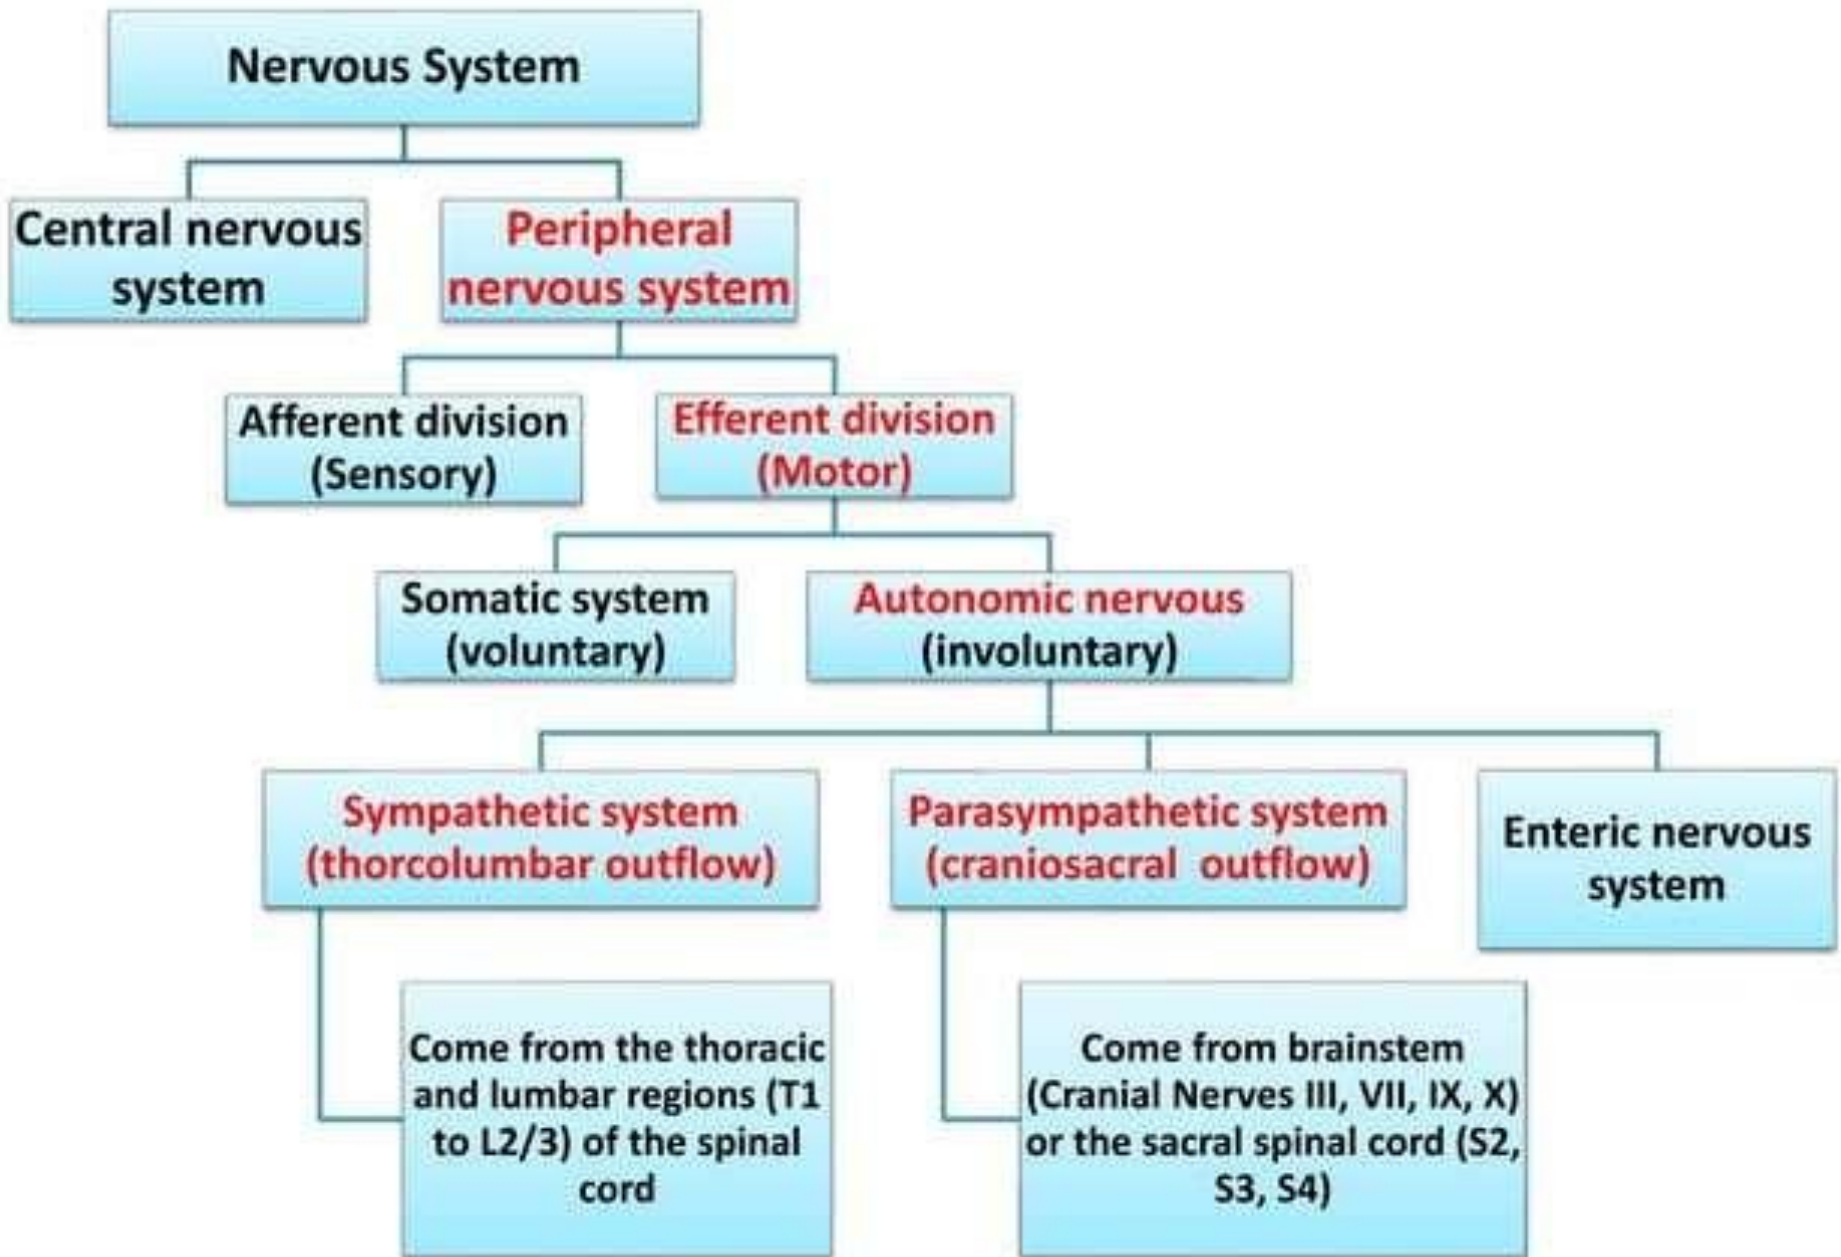 Nervous System
Central nervous
system
Peripheral
nervous system
Afferent division
(Sensory)
Efferent division
(Motor)
Somatic system
(voluntary)
Autonomic nervous
(involuntary)
Sympathetic system
(thorcolumbar outflow)
Parasympathetic system
(craniosacral outflow)
Enteric nervous
system
Come from the thoracic
and lumbar regions (T1
to L2/3) of the spinal
cord
Come from brainstem
(Cranial Nerves III, VII, IX, X)
or the sacral spinal cord (S2,
S3, S4)